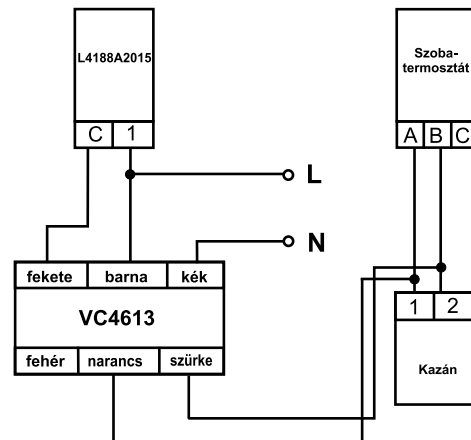 L4188A2015
C 1
Szoba-
termosztát
A B C
L
N
fekete barna kék
VC4613
fehér narancs szürke
1 2
Kazán